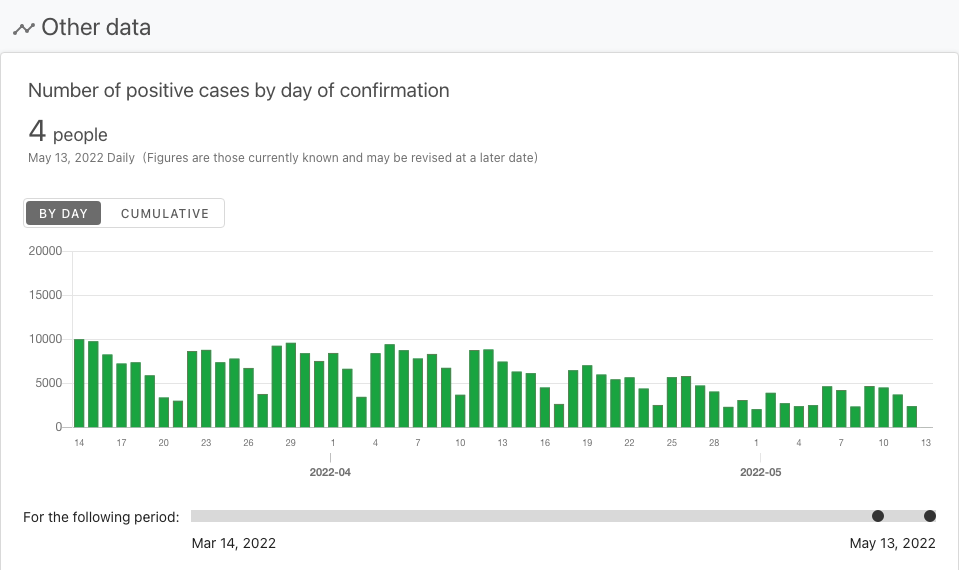 Other data
Number of positive cases by day of confirmation
4 people
May 13, 2022 Daily (Figures are those currently known and may be revised at a later date)
BY DAY CUMULATIVE
20000
15000
10000
5000
0
14 17 20 23 26 29 1 4 7 10 13 16 19 22 25 28 1 4 7 10 13
2022-04 2022-05
For the following period:
Mar 14, 2022 May 13, 2022